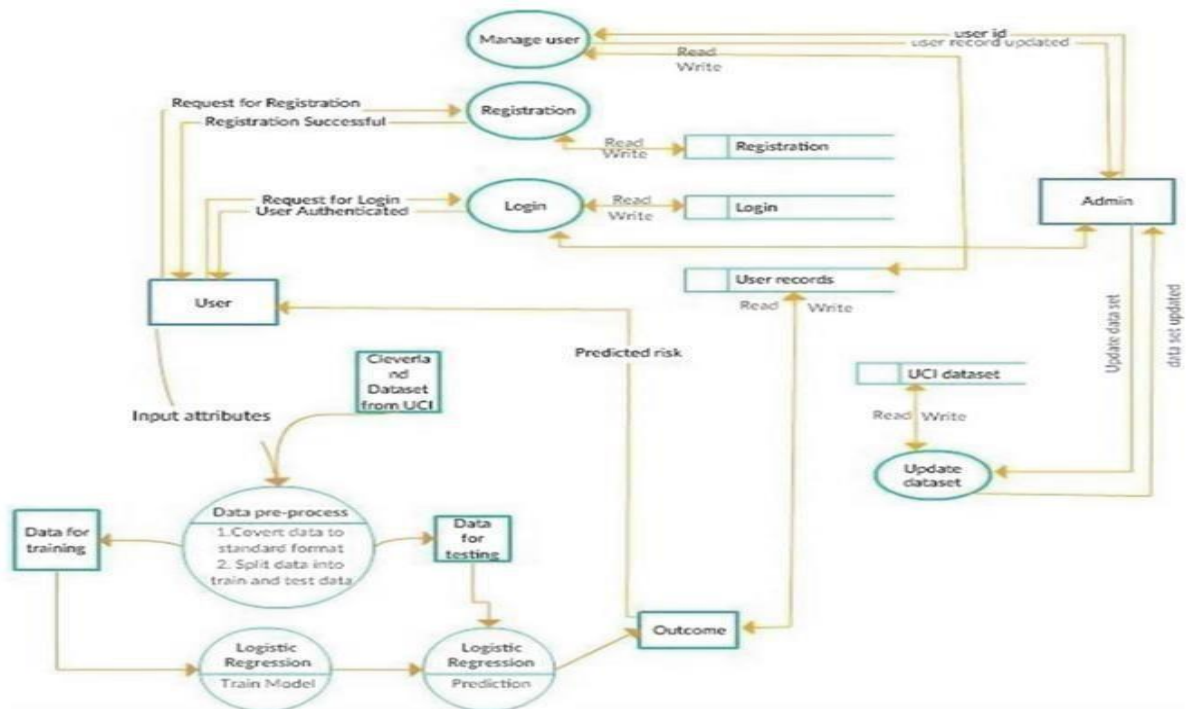 Manage user
user id
user record updated
Read
Write
Request for Registration
Registration Successful
Registration
Read
Write
Registration
Request for Login
User Authenticated
Login
Read
Write
Login
Admin
User records
Read Write
User
Predicted risk
Update data set
data set updated
Cleverla
nd
Dataset
from UCI
UCI dataset
Read Write
Input attributes
Update
dataset
Data pre-process
1.Covert data to
standard format
2. Split data into
train and test data
Data for
training
Data
for
testing
Outcome
Logistic
Regression
Train Model
Logistic
Regression
Prediction